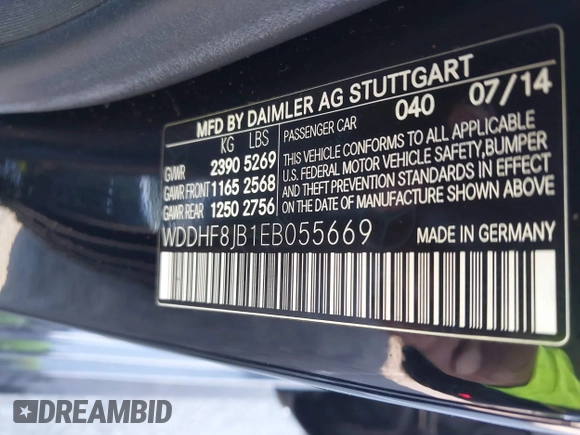 MFD BY DAIMLER AG STUTTGART
KG LBS PASSENGER CAR 040 07/14
GVWR 2390 5269
GAWR FRONT 1165 2568
GAWR REAR 1250 2756
THIS VEHICLE CONFORMS TO ALL APPLICABLE
U.S. FEDERAL MOTOR VEHICLE SAFETY,BUMPER
AND THEFT PREVENTION STANDARDS IN EFFECT
ON THE DATE OF MANUFACTURE SHOWN ABOVE
WDDHF8JB1EB055669 MADE IN GERMANY
DREAMBID